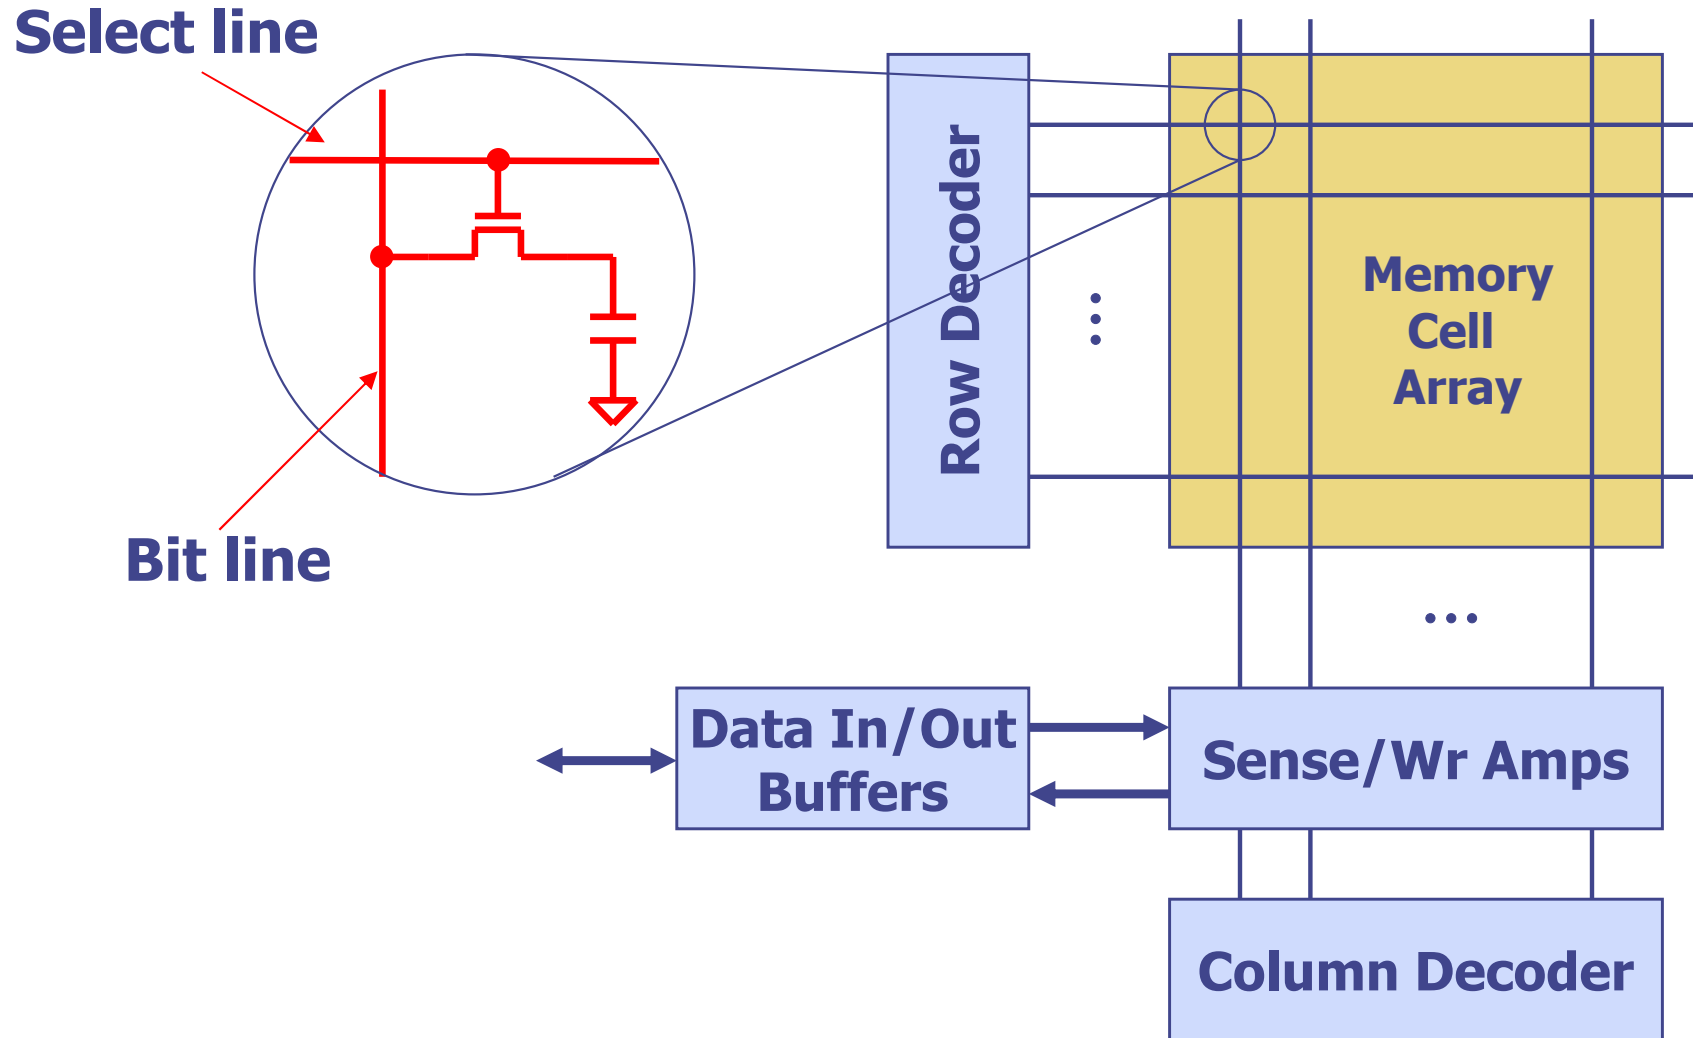 Select line
Bit line
Row Decoder
Memory
Cell
Array
Data In/Out
Buffers
Sense/Wr Amps
Column Decoder